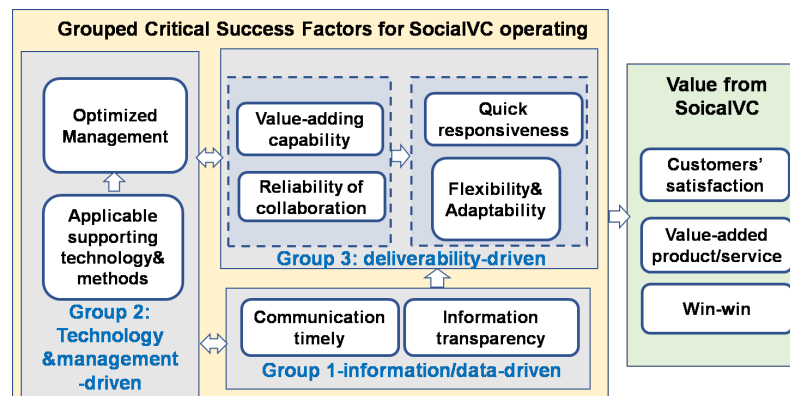 Grouped Critical Success Factors for SocialVC operating
Optimized
Management
Applicable
supporting
technology&
methods
Group 2:
Technology
&management
-driven
Value-adding
capability
Reliability of
collaboration
Quick
responsiveness
Flexibility&
Adaptability
Group 3: deliverability-driven
Communication
timely
Information
transparency
Group 1-information/data-driven
Value from
SoicalVC
Customers'
satisfaction
Value-added
product/service
Win-win